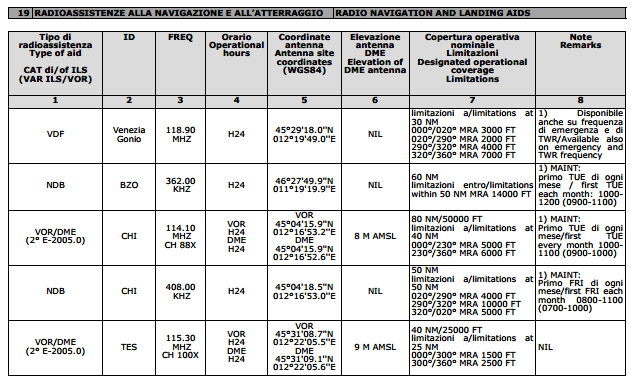 19 RADIOASSISTENZE ALLA NAVIGAZIONE E ALL'ATTERRAGGIO RADIO NAVIGATION AND LANDING AIDS
Tipo di radioassistenza Type of aid CAT di/of ILS (VAR ILS/VOR)
ID
FREQ
Orario Operational hours
Coordinate antenna Antenna site coordinates (WGS84)
Elevazione antenna DME Elevation of DME antenna
Copertura operativa nominale Limitazioni Designated operational coverage Limitations
Note Remarks
1 2 3 4 5 6 7 8
VDF
Venezia Gonio
118.90 MHZ
H24
45°29'18.0''N
012°19'49.0''E
NIL
limitazioni a/limitations at
30 NM
000°/020° MRA 3000 FT
020°/290° MRA 2000 FT
290°/320° MRA 4000 FT
320°/360° MRA 7000 FT
1) Disponibile
anche su frequenza
di emergenza e di
TWR/Available also
on emergency and
TWR frequency
NDB
BZO
362.00 KHZ
H24
46°27'49.9''N
011°19'19.9''E
NIL
60 NM
limitazioni entro/limitations
within 50 NM MRA 14000 FT
1) MAINT:
primo TUE di ogni
mese / first TUE
each month: 1000-
1200 (0900-1100)
VOR/DME
(2° E-2005.0)
CHI
114.10
MHZ
CH 88X
VOR
H24
DME
H24
VOR
45°04'15.9''N
012°16'53.2''E
DME
45°04'15.9''N
012°16'52.6''E
8 M AMSL
80 NM/50000 FT
limitazioni a/limitations at
40 NM
000°/230° MRA 5000 FT
230°/360° MRA 6000 FT
1) MAINT:
Primo TUE di ogni
mese/first TUE
every month 1000-
1100 (0900-1000)
NDB
CHI
408.00
KHZ
H24
45°04'18.5''N
012°16'53.0''E
NIL
50 NM
limitazioni a/limitations at
50 NM
020°/290° MRA 4000 FT
290°/320° MRA 10000 FT
320°/020° MRA 5000 FT
1) MAINT:
Primo FRI di ogni
mese/first FRI each
month 0800-1100
(0700-1000)
VOR/DME
(2° E-2005.0)
TES
115.30
MHZ
CH 100X
VOR
H24
DME
H24
VOR
45°31'08.7''N
012°22'05.5''E
DME
45°31'09.1''N
012°22'05.6''E
9 M AMSL
40 NM/25000 FT
limitazioni a/limitations at
25 NM
000°/300° MRA 1500 FT
300°/360° MRA 2500 FT
NIL